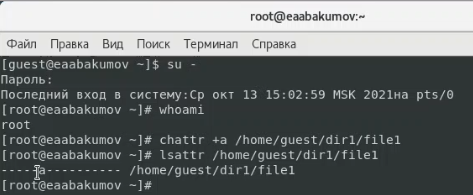 root@eaabakumov:~
Файл Правка Вид Поиск Терминал Справка
[guest@eaabakumov ~]$ su -
Пароль:
Последний вход в систему:Ср окт 13 15:02:59 MSK 2021на pts/0
[root@eaabakumov ~]# whoami
root
[root@eaabakumov ~]# chattr +a /home/guest/dir1/file1
[root@eaabakumov ~]# lsattr /home/guest/dir1/file1
-----a---------- /home/guest/dir1/file1
[root@eaabakumov ~]#